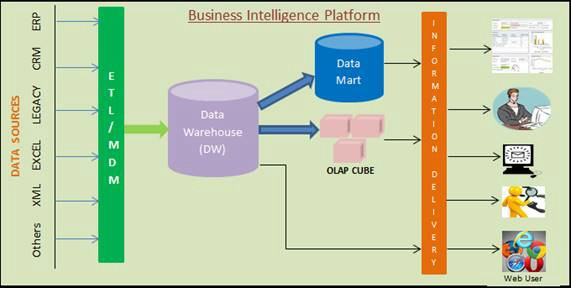 Business Intelligence Platform
DATA SOURCES
ERP
CRM
LEGACY
EXCEL
XML
Others
ETL/MDM
Data
Warehouse
(DW)
Data
Mart
OLAP CUBE
INFORMATION DELIVERY
Web User